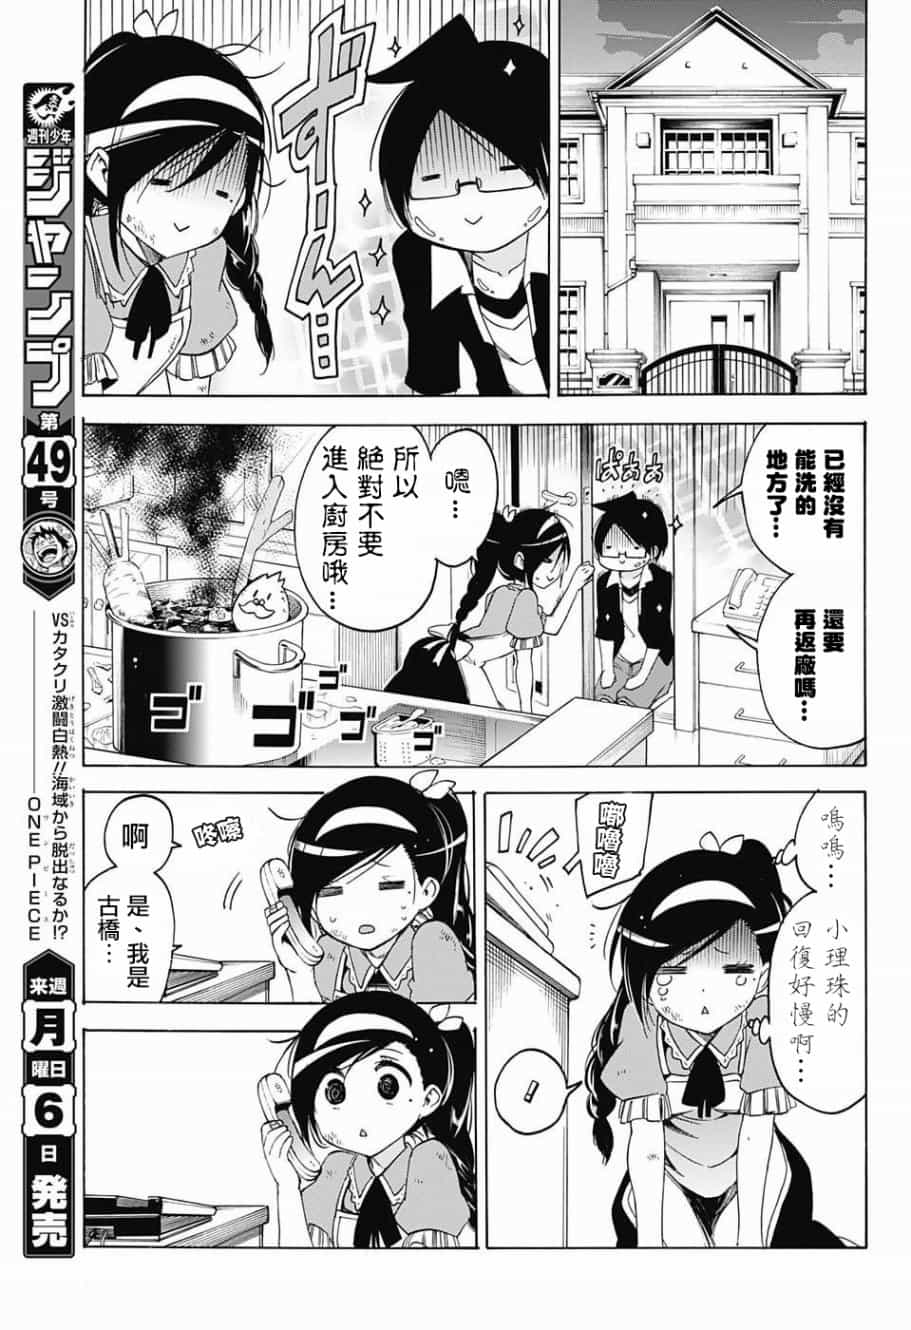 ずーん……
已經沒有
能洗的
地方了…
還要
再返廠嗎…
ぱぁぁぁ
嗯…
所以
絕對不要
進入廚房哦…
ゴ
ゴ
ゴ
ゴ
嗚嗚…
小理珠的
回復好慢啊…
嘟嚕嚕
咚嚓
啊
是、我是
古橋…
！
週刊少年
ジャンプ
第
49
号
VSカタクリ激闘白熱!!海域から脱出なるか!?
ONE PIECE
来週
月
曜日
6
日
発売